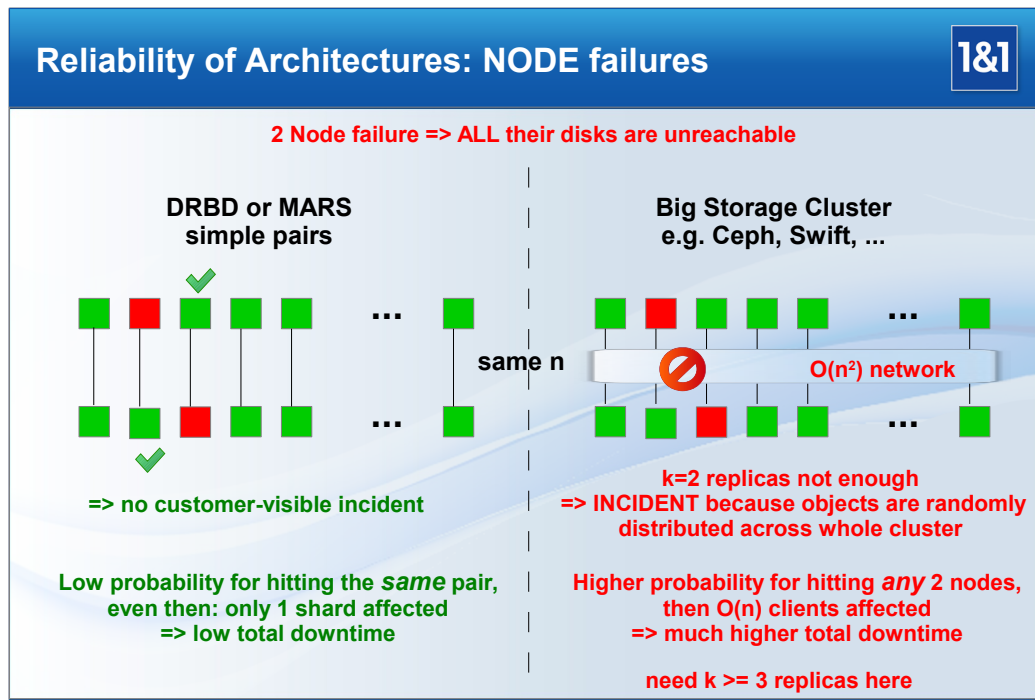 Reliability of Architectures: NODE failures
1&1
2 Node failure => ALL their disks are unreachable
DRBD or MARS
simple pairs
...
...
=> no customer-visible incident
Low probability for hitting the same pair,
even then: only 1 shard affected
=> low total downtime
same n
Big Storage Cluster
e.g. Ceph, Swift, ...
...
O(n²) network
...
k=2 replicas not enough
=> INCIDENT because objects are randomly
distributed across whole cluster
Higher probability for hitting any 2 nodes,
then O(n) clients affected
=> much higher total downtime
need k >= 3 replicas here